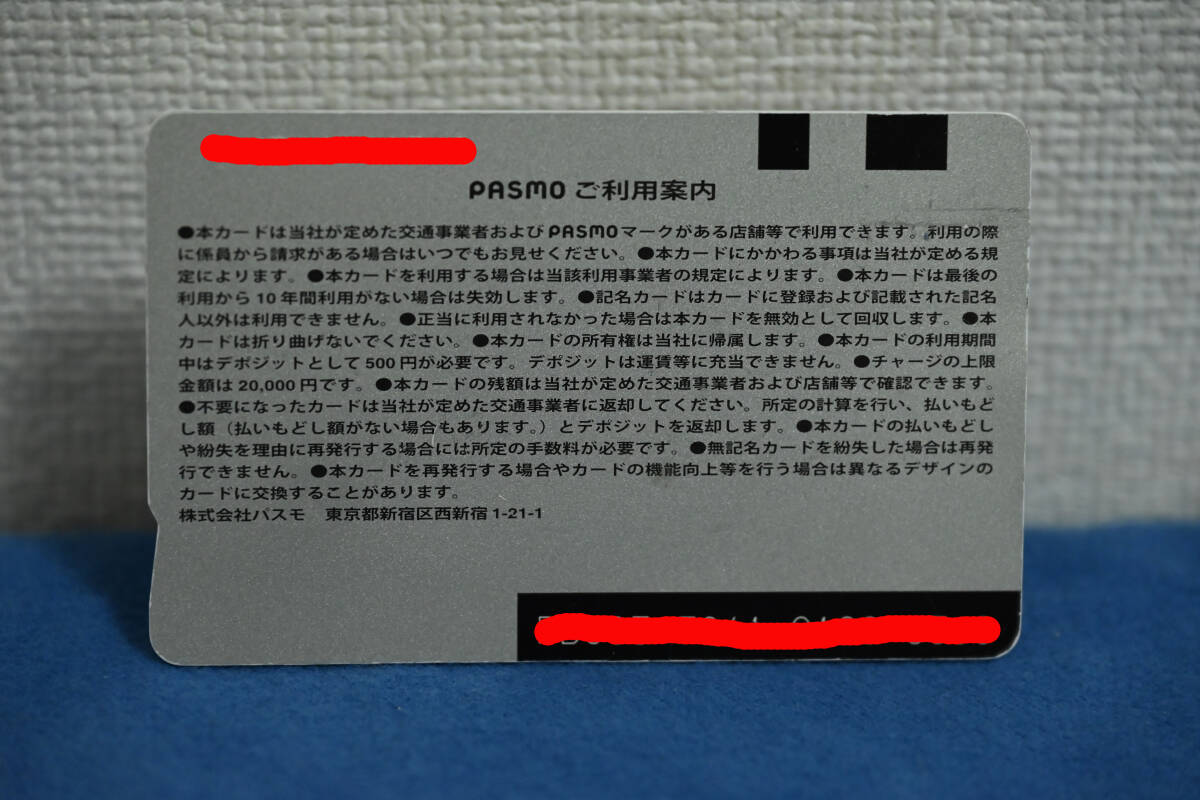 PASMO ご利用案内
●本カードは当社が定めた交通事業者およびPASMOマークがある店舗等で利用できます。利用の際
に係員から請求がある場合はいつでもお見せください。●本カードにかかわる事項は当社が定める規
定によります。●本カードを利用する場合は当該利用事業者の規定によります。●本カードは最後の
利用から10年間利用がない場合は失効します。●記名カードはカードに登録および記載された記名
人以外は利用できません。●正当に利用されなかった場合は本カードを無効として回収します。●本
カードは折り曲げないでください。●本カードの所有権は当社に帰属します。●本カードの利用期間
中はデポジットとして500円が必要です。デポジットは運賃等に充当できません。●チャージの上限
金額は20,000円です。●本カードの残額は当社が定めた交通事業者および店舗等で確認できます。
●不要になったカードは当社が定めた交通事業者に返却してください。所定の計算を行い、払いもど
し額（払いもどし額がない場合もあります。）とデポジットを返却します。●本カードの払いもどし
や紛失を理由に再発行する場合には所定の手数料が必要です。●無記名カードを紛失した場合は再発
行できません。●本カードを再発行する場合やカードの機能向上等を行う場合は異なるデザインの
カードに交換することがあります。
株式会社パスモ　東京都新宿区西新宿1-21-1